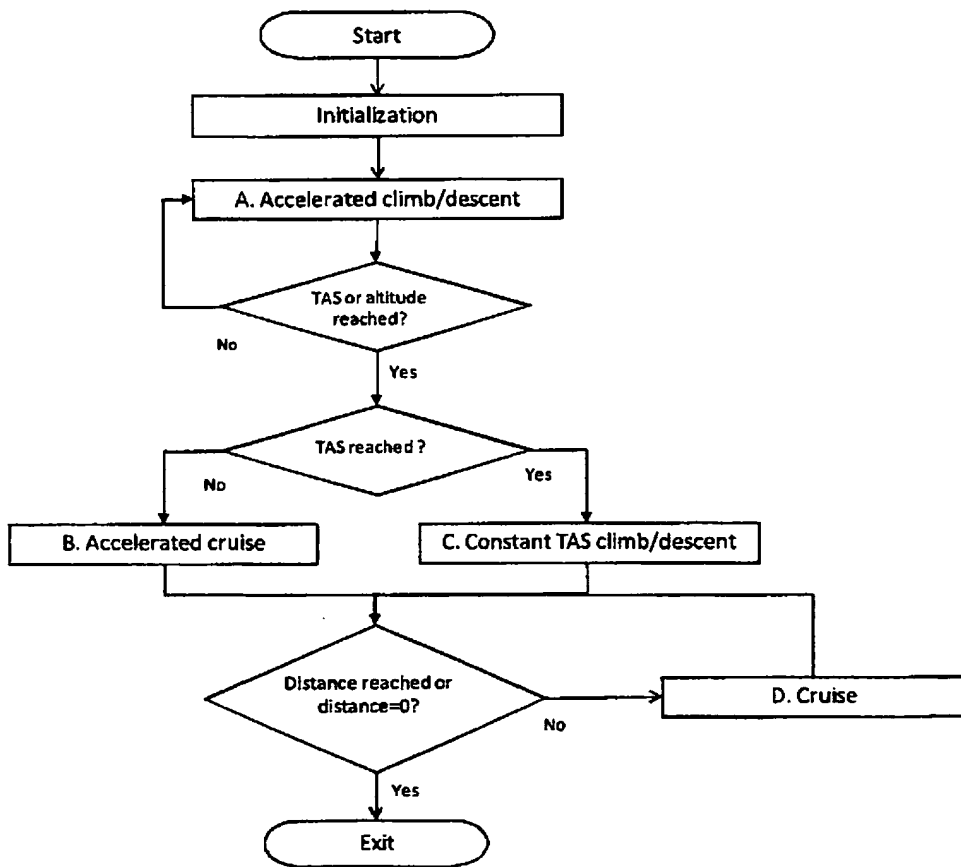 Start
Initialization
A. Accelerated climb/descent
TAS or altitude
reached?
No
Yes
TAS reached ?
No
Yes
B. Accelerated cruise
C. Constant TAS climb/descent
Distance reached or
distance=0?
No
D. Cruise
Yes
Exit